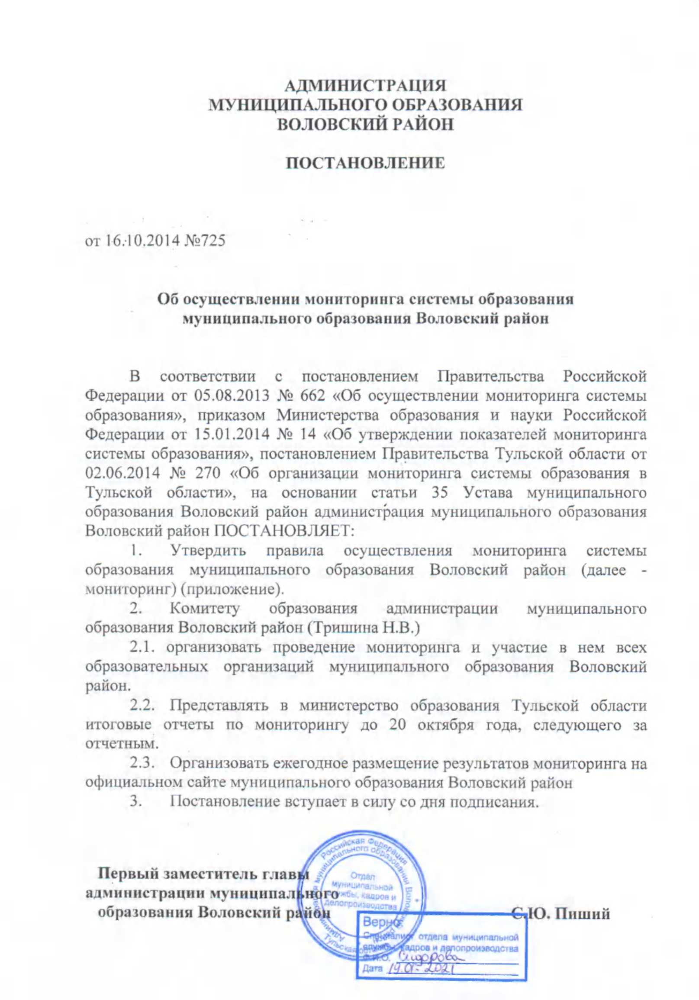 АДМИНИСТРАЦИЯ
МУНИЦИПАЛЬНОГО ОБРАЗОВАНИЯ
ВОЛОВСКИЙ РАЙОН
ПОСТАНОВЛЕНИЕ
от 16.10.2014 №725
Об осуществлении мониторинга системы образования
муниципального образования Воловский район
В соответствии с постановлением Правительства Российской
Федерации от 05.08.2013 № 662 «Об осуществлении мониторинга системы
образования», приказом Министерства образования и науки Российской
Федерации от 15.01.2014 № 14 «Об утверждении показателей мониторинга
системы образования», постановлением Правительства Тульской области от
02.06.2014 № 270 «Об организации мониторинга системы образования в
Тульской области», на основании статьи 35 Устава муниципального
образования Воловский район администрация муниципального образования
Воловский район ПОСТАНОВЛЯЕТ:
1. Утвердить правила осуществления мониторинга системы
образования муниципального образования Воловский район (далее -
мониторинг) (приложение).
2. Комитету образования администрации муниципального
образования Воловский район (Тришина Н.В.)
2.1. организовать проведение мониторинга и участие в нем всех
образовательных организаций муниципального образования Воловский
район.
2.2. Представлять в министерство образования Тульской области
итоговые отчеты по мониторингу до 20 октября года, следующего за
отчетным.
2.3. Организовать ежегодное размещение результатов мониторинга на
официальном сайте муниципального образования Воловский район
3. Постановление вступает в силу со дня подписания.
Первый заместитель главы
администрации муниципального
образования Воловский район
С.Ю. Пиший
Российская Федерация
Тульская область
Администрация муниципального образования Воловский район
Отдел
муниципальной
службы, кадров и
делопроизводства
Верно
Специалист отдела муниципальной
службы, кадров и делопроизводства
Ф.И.О. Сидорова
Дата 19.01.2021